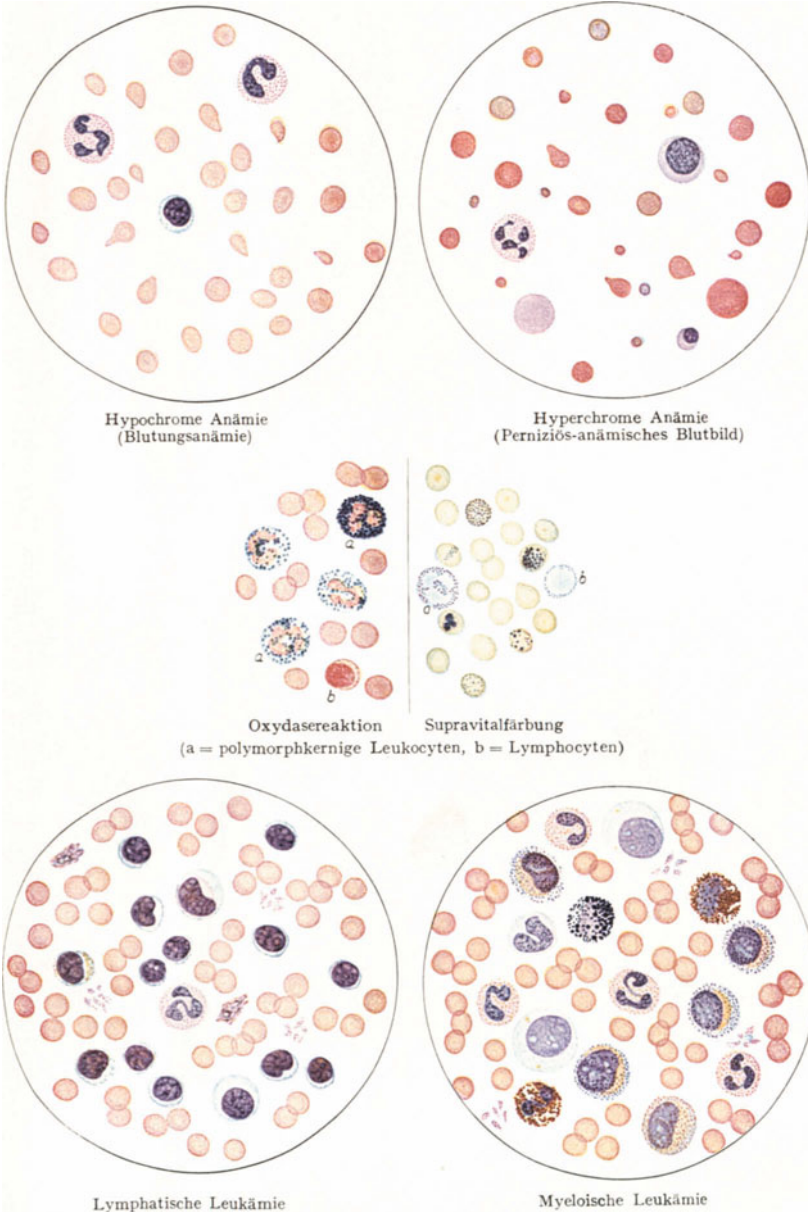 Hypochrome Anämie
(Blutungsanämie)
Hyperchrome Anämie
(Perniziös-anämisches Blutbild)
a
a
b
a
b
Oxydasereaktion
Supravitalfärbung
(a = polymorphkernige Leukocyten, b = Lymphocyten)
Lymphatische Leukämie
Myeloische Leukämie